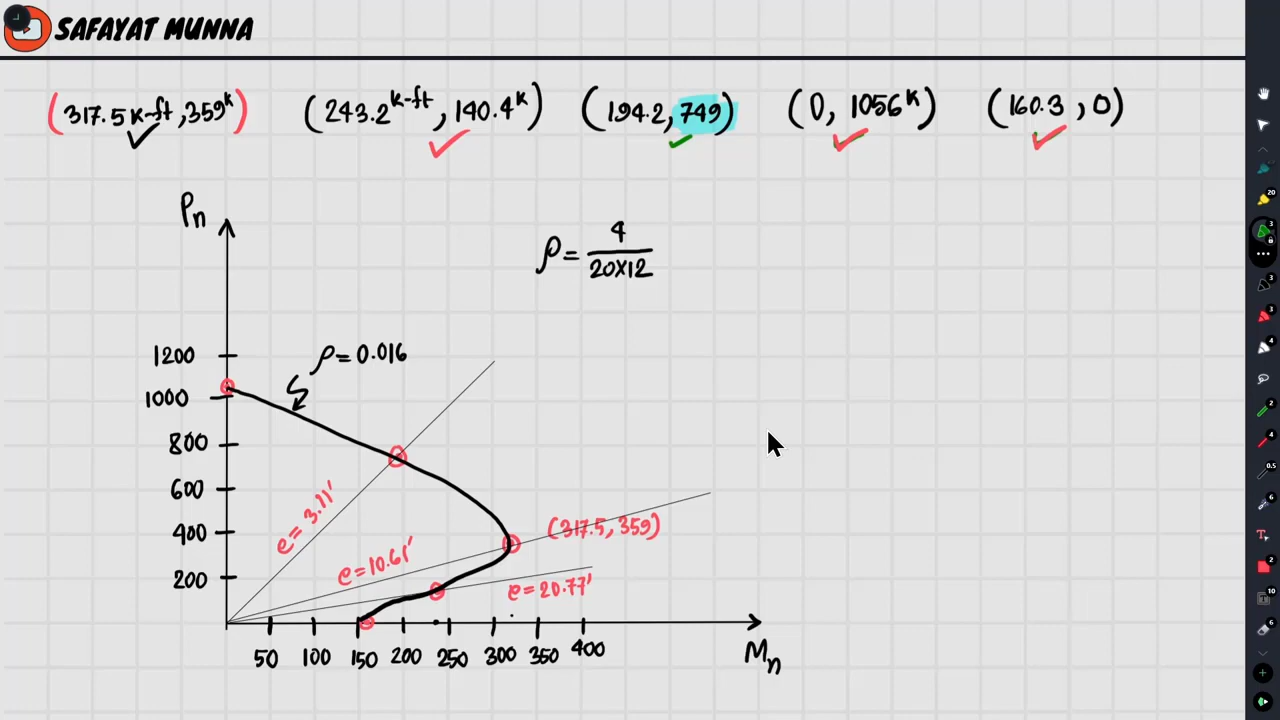 SAFAYAT MUNNA
(317.5 k-ft, 359k) (243.2k-ft, 140.4k) (194.2, 749) (0, 1056k) (160.3, 0)
Pn
ρ = 4 / 20X12
1200
ρ = 0.016
1000
800
600
e = 3.11'
400
(317.5, 359)
e = 10.61'
200
e = 20.77'
50 100 150 200 250 300 350 400
Mn